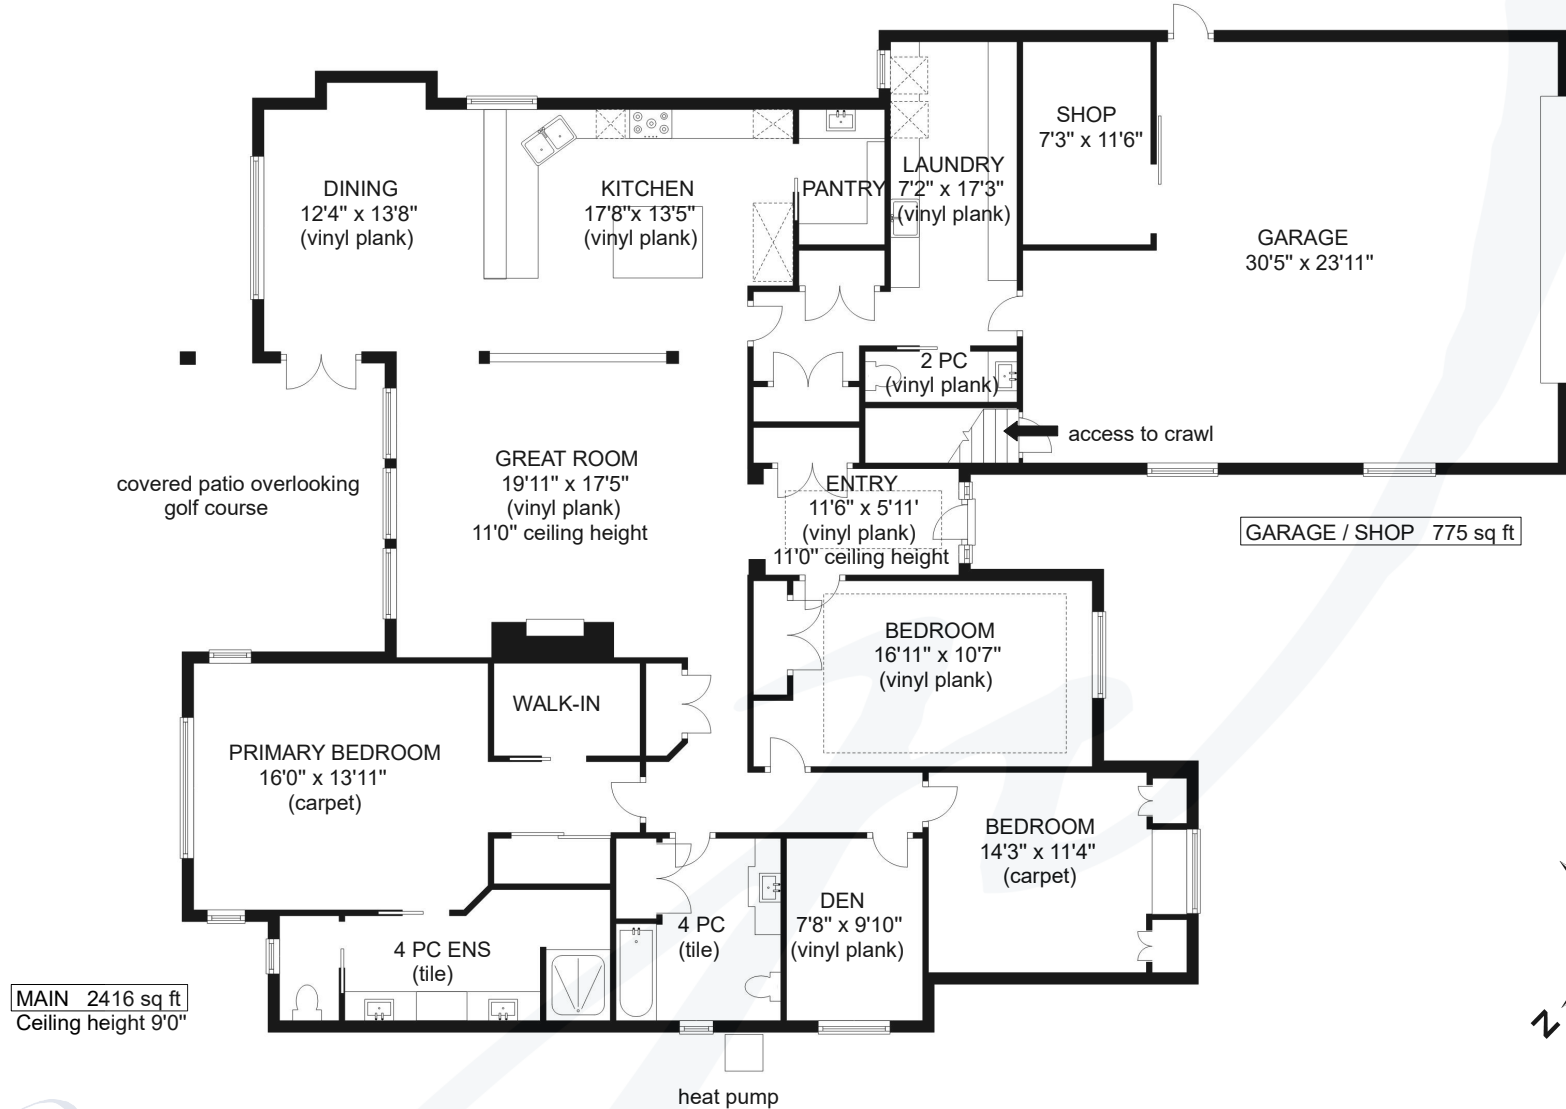 SHOP
7'3" x 11'6"
DINING
12'4" x 13'8"
(vinyl plank)
KITCHEN
17'8"x 13'5"
(vinyl plank)
PANTRY
LAUNDRY
7'2" x 17'3"
(vinyl plank)
GARAGE
30'5" x 23'11"
2 PC
(vinyl plank)
access to crawl
covered patio overlooking
golf course
GREAT ROOM
19'11" x 17'5"
(vinyl plank)
11'0" ceiling height
ENTRY
11'6" x 5'11'
(vinyl plank)
11'0" ceiling height
GARAGE / SHOP 775 sq ft
BEDROOM
16'11" x 10'7"
(vinyl plank)
WALK-IN
PRIMARY BEDROOM
16'0" x 13'11"
(carpet)
BEDROOM
14'3" x 11'4"
(carpet)
DEN
7'8" x 9'10"
(vinyl plank)
4 PC
(tile)
4 PC ENS
(tile)
MAIN 2416 sq ft
Ceiling height 9'0"
N
heat pump